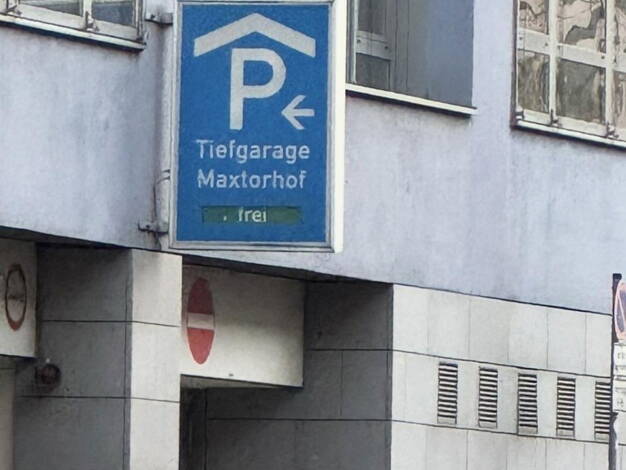 P
Tiefgarage
Maxtorhof
frei